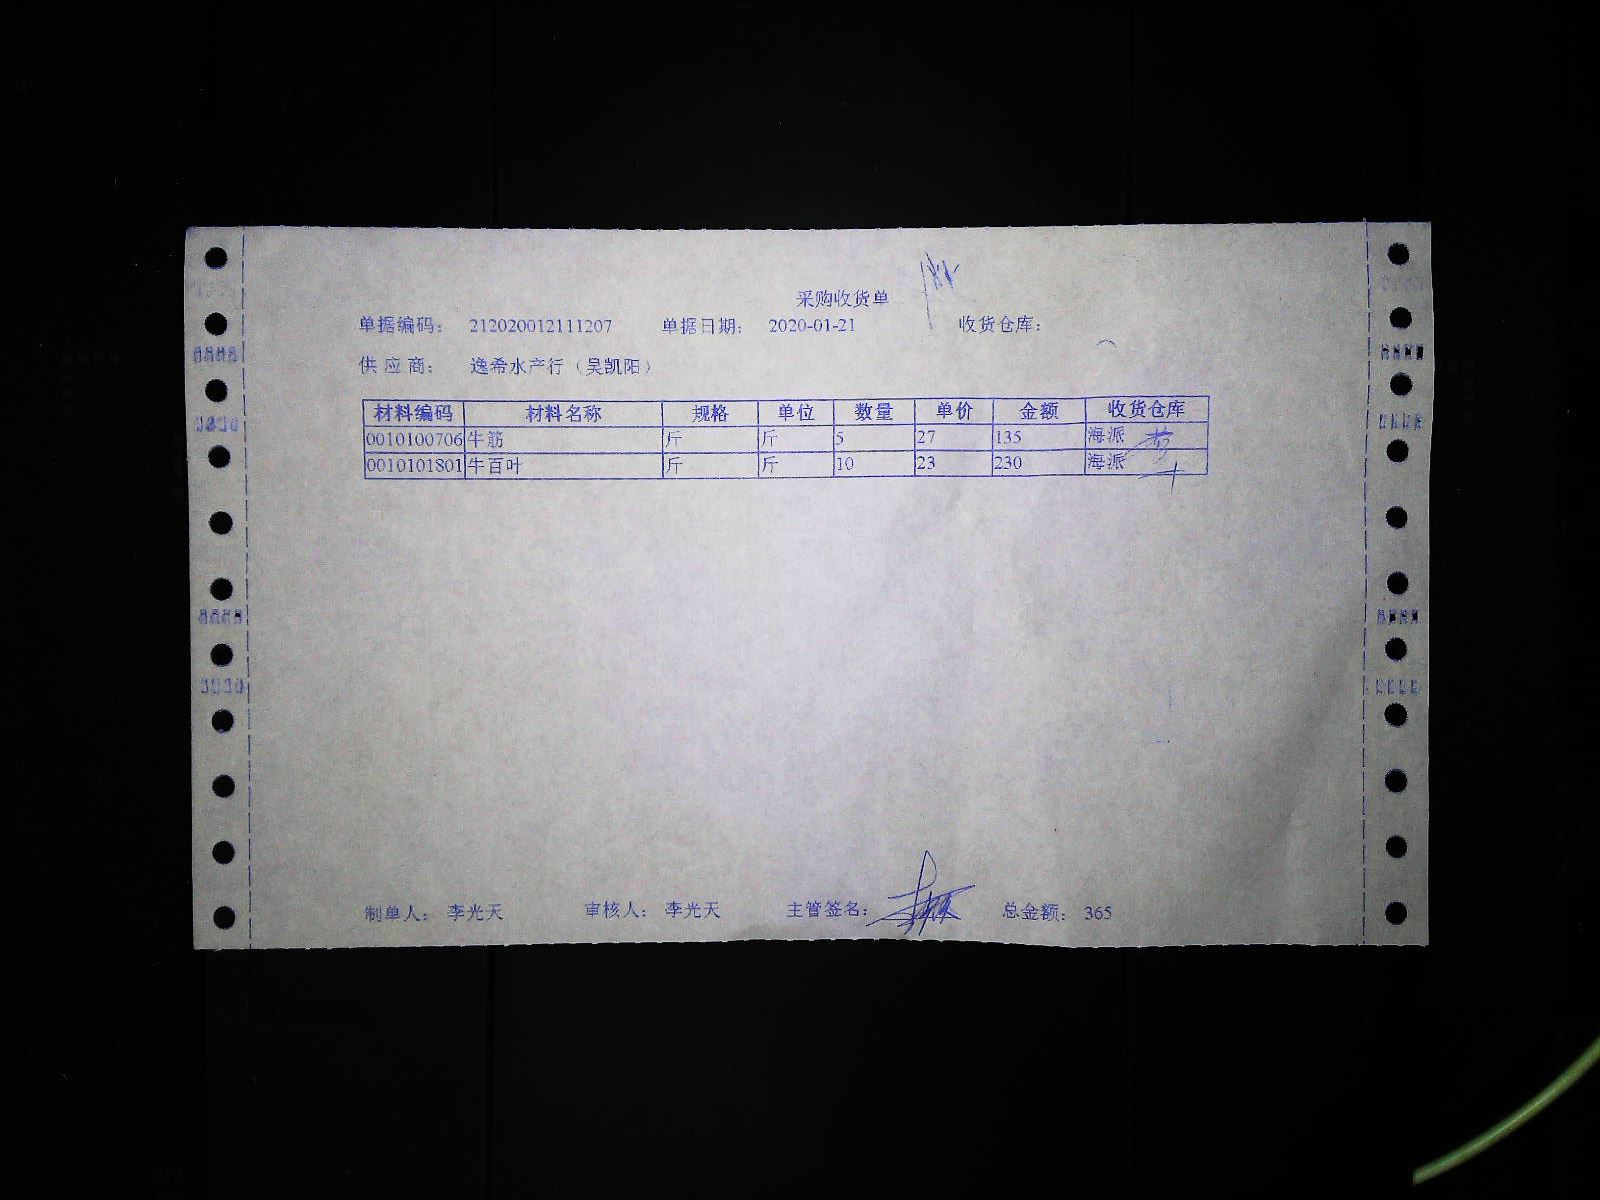 采购收货单
单据编码: 212020012111207 单据日期: 2020-01-21 收货仓库:
供应商: 逸希水产行(吴凯阳)
材料编码 材料名称 规格 单位 数量 单价 金额 收货仓库
0010100706 牛筋 斤 斤 5 27 135 海派
0010101801 牛百叶 斤 斤 10 23 230 海派
制单人: 李光天 审核人: 李光天 主管签名: 总金额: 365